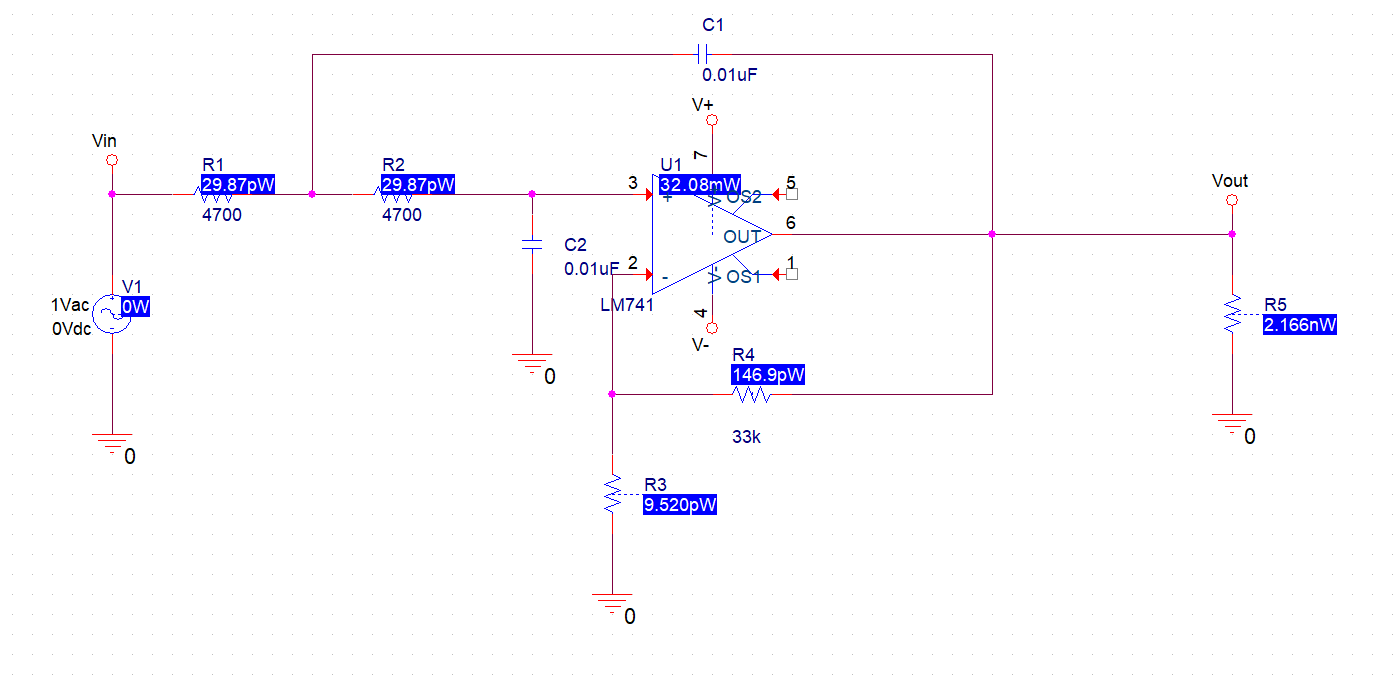 C1
0.01uF
V+
Vin
7
R1
29.87pW
4700
R2
29.87pW
4700
U1
32.08mW
3
+
V+
OS2
5
Vout
6
OUT
C2
0.01uF
2
-
V-
OS1
1
LM741
V1
0W
1Vac
0Vdc
+
-
4
V-
R5
2.166nW
R4
146.9pW
33k
0
0
0
R3
9.520pW
0